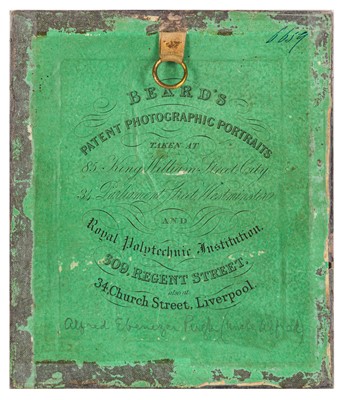 6659
BEARD'S
PATENT PHOTOGRAPHIC PORTRAITS
TAKEN AT
85 King William Street City
34 Parliament Street Westminster
AND
Royal Polytechnic Institution.
309, REGENT STREET.
also at
34, Church Street, Liverpool.
Alfred Ebenezer